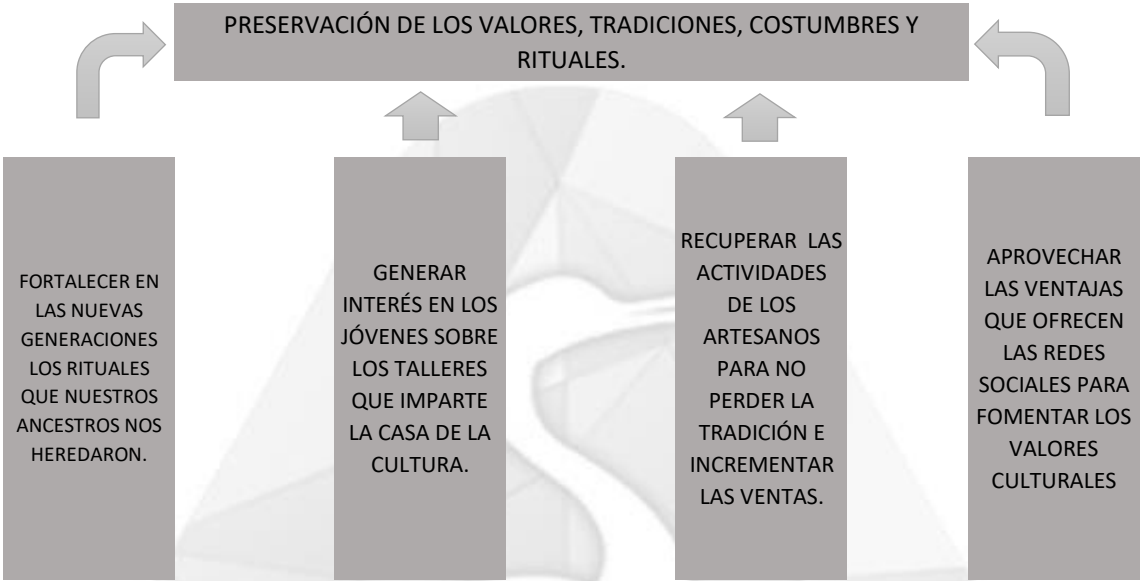 PRESERVACIÓN DE LOS VALORES, TRADICIONES, COSTUMBRES Y
RITUALES.
FORTALECER EN
LAS NUEVAS
GENERACIONES
LOS RITUALES
QUE NUESTROS
ANCESTROS NOS
HEREDARON.
GENERAR
INTERÉS EN LOS
JÓVENES SOBRE
LOS TALLERES
QUE IMPARTE
LA CASA DE LA
CULTURA.
RECUPERAR LAS
ACTIVIDADES
DE LOS
ARTESANOS
PARA NO
PERDER LA
TRADICIÓN E
INCREMENTAR
LAS VENTAS.
APROVECHAR
LAS VENTAJAS
QUE OFRECEN
LAS REDES
SOCIALES PARA
FOMENTAR LOS
VALORES
CULTURALES